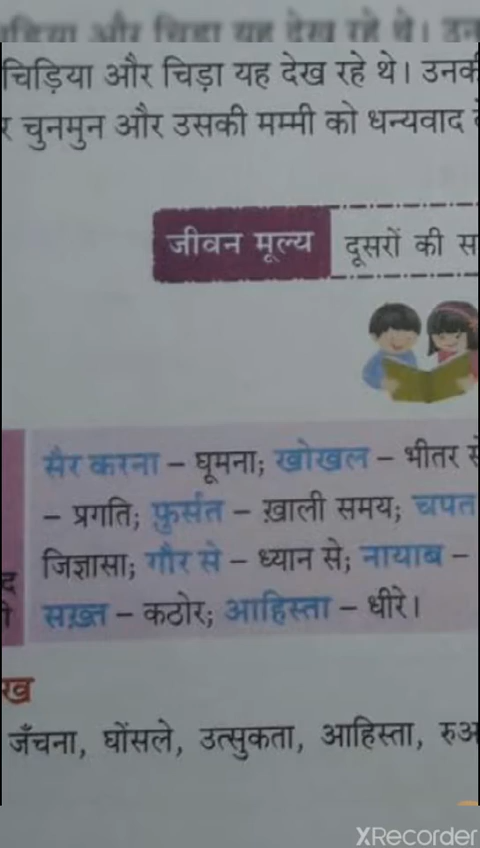 चिड़िया और चिड़ा यह देख रहे थे। उनकी
चुनमुन और उसकी मम्मी को धन्यवाद
जीवन मूल्य दूसरों की
सैर करना – घूमना; खोखल – भीतर
– प्रगति; फ़ुर्सत – ख़ाली समय; चपत
जिज्ञासा; गौर से – ध्यान से; नायाब –
सख़्त – कठोर; आहिस्ता – धीरे।
जँचना, घोंसले, उत्सुकता, आहिस्ता,
XRecorder